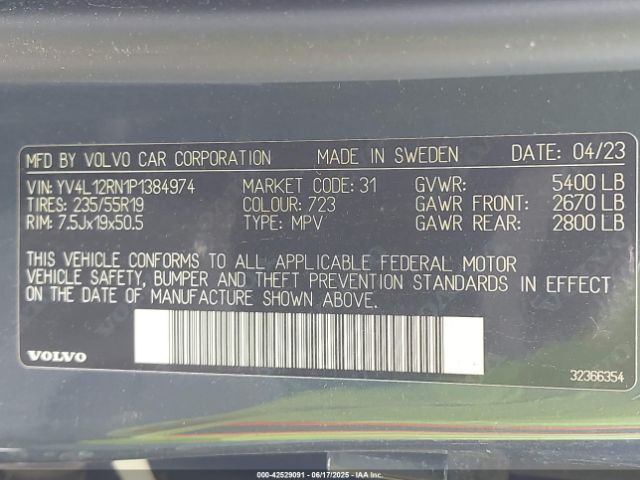 MFD BY VOLVO CAR CORPORATION MADE IN SWEDEN DATE: 04/23
VIN: YV4L12RN1P1384974 MARKET CODE: 31 GVWR: 5400 LB
TIRES: 235/55R19 COLOUR: 723 GAWR FRONT: 2670 LB
RIM: 7.5Jx19x50.5 TYPE: MPV GAWR REAR: 2800 LB
THIS VEHICLE CONFORMS TO ALL APPLICABLE FEDERAL MOTOR
VEHICLE SAFETY, BUMPER AND THEFT PREVENTION STANDARDS IN EFFECT
ON THE DATE OF MANUFACTURE SHOWN ABOVE.
VOLVO
32366354
000-42529091 - 06/17/2025 - IAA Inc.